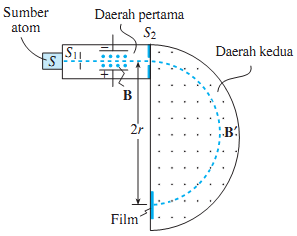 Sumber
atom
Daerah pertama
S₂
Daerah kedua
S
S₁
−
+
B
2r
B'
Film